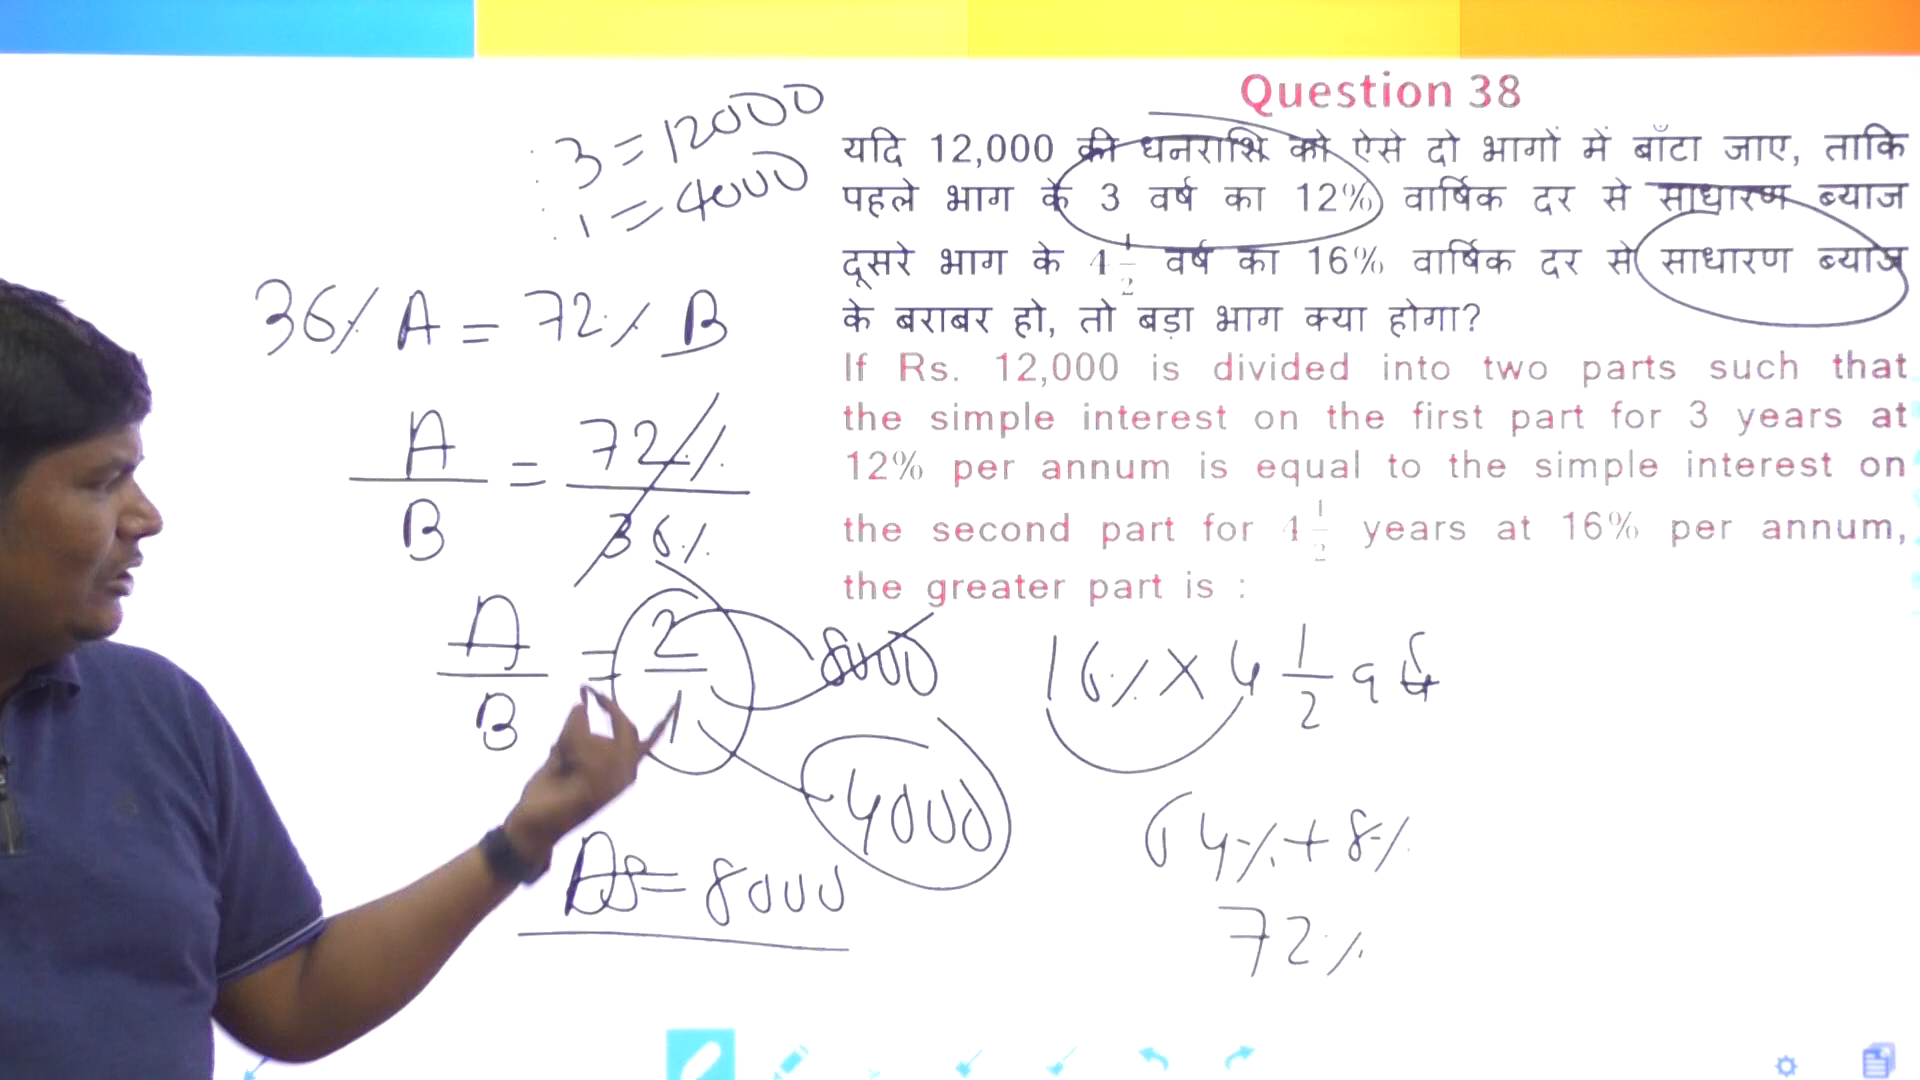 Question 38
यदि 12,000 की धनराशि को ऐसे दो भागों में बाँटा जाए, ताकि
पहले भाग के 3 वर्ष का 12% वार्षिक दर से साधारण ब्याज
दूसरे भाग के 4 1/2 वर्ष का 16% वार्षिक दर से साधारण ब्याज
के बराबर हो, तो बड़ा भाग क्या होगा?
If Rs. 12,000 is divided into two parts such that
the simple interest on the first part for 3 years at
12% per annum is equal to the simple interest on
the second part for 4 1/2 years at 16% per annum,
the greater part is :
3 = 12000
1 = 4000
36% A = 72% B
A/B = 72%/36%
A/B = 2/1
8000
4000
= 8000
16% × 4 1/2
64% + 8%
72%